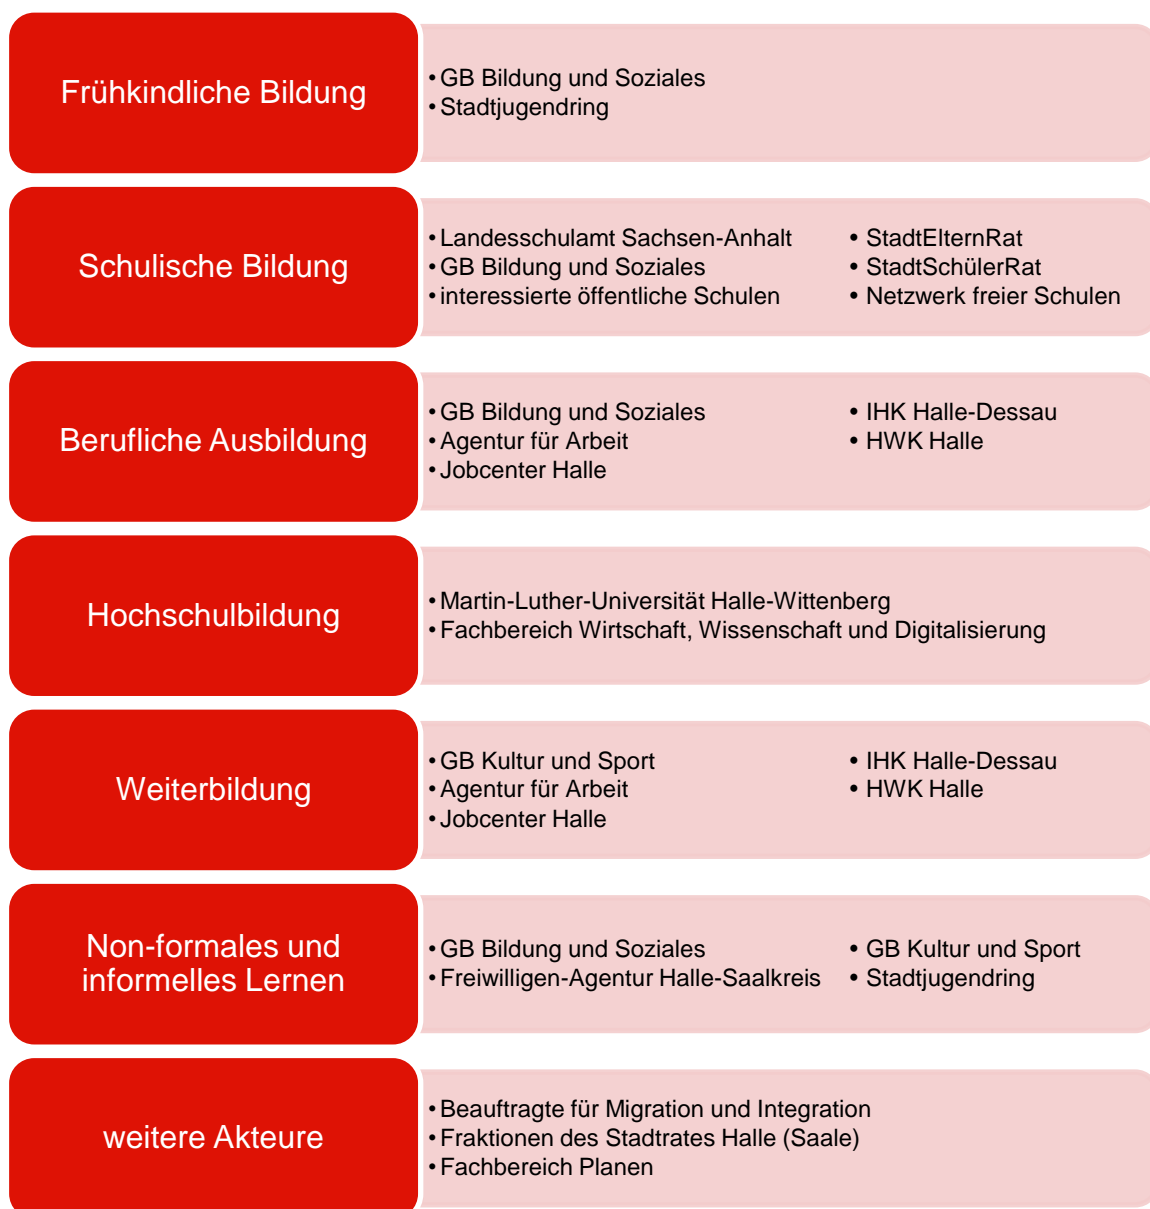 Frühkindliche Bildung
• GB Bildung und Soziales
• Stadtjugendring
Schulische Bildung
• Landesschulamt Sachsen-Anhalt
• GB Bildung und Soziales
• interessierte öffentliche Schulen
• StadtElternRat
• StadtSchülerRat
• Netzwerk freier Schulen
Berufliche Ausbildung
• GB Bildung und Soziales
• Agentur für Arbeit
• Jobcenter Halle
• IHK Halle-Dessau
• HWK Halle
Hochschulbildung
• Martin-Luther-Universität Halle-Wittenberg
• Fachbereich Wirtschaft, Wissenschaft und Digitalisierung
Weiterbildung
• GB Kultur und Sport
• Agentur für Arbeit
• Jobcenter Halle
• IHK Halle-Dessau
• HWK Halle
Non-formales und
informelles Lernen
• GB Bildung und Soziales
• Freiwilligen-Agentur Halle-Saalkreis
• GB Kultur und Sport
• Stadtjugendring
weitere Akteure
• Beauftragte für Migration und Integration
• Fraktionen des Stadtrates Halle (Saale)
• Fachbereich Planen